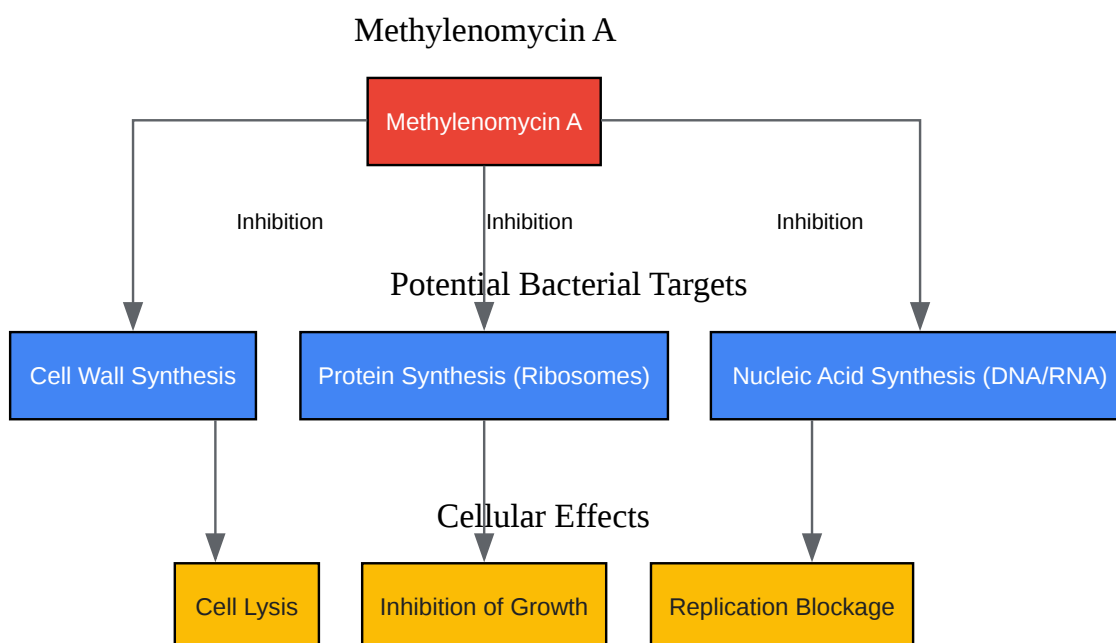 Methylenomycin A
Methylenomycin A
Inhibition
Inhibition
Inhibition
Potential Bacterial Targets
Cell Wall Synthesis
Protein Synthesis (Ribosomes)
Nucleic Acid Synthesis (DNA/RNA)
Cellular Effects
Cell Lysis
Inhibition of Growth
Replication Blockage